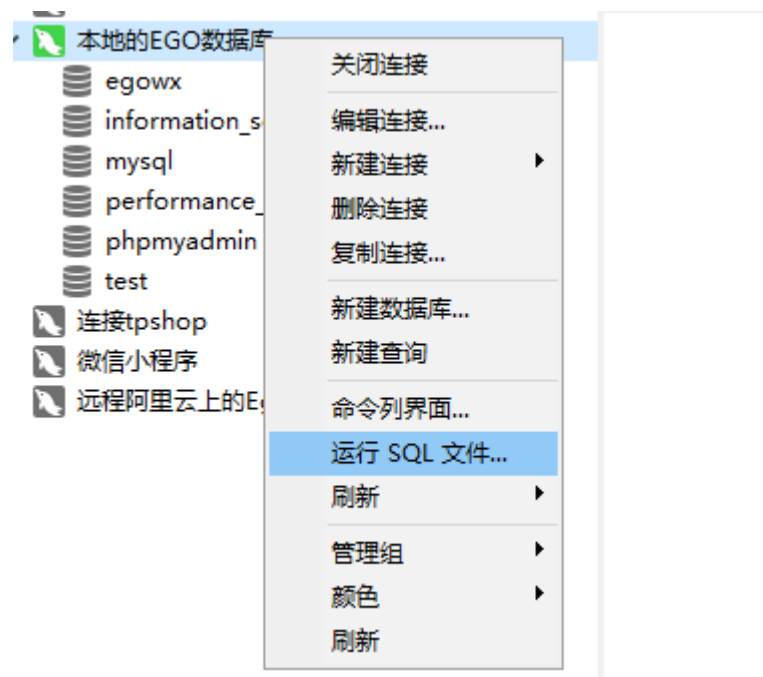 本地的EGO数据库
egowx
information_s
mysql
performance_
phpmyadmin
test
连接tpshop
微信小程序
远程阿里云上的E
关闭连接
编辑连接...
新建连接
删除连接
复制连接...
新建数据库...
新建查询
命令列界面...
运行 SQL 文件...
刷新
管理组
颜色
刷新